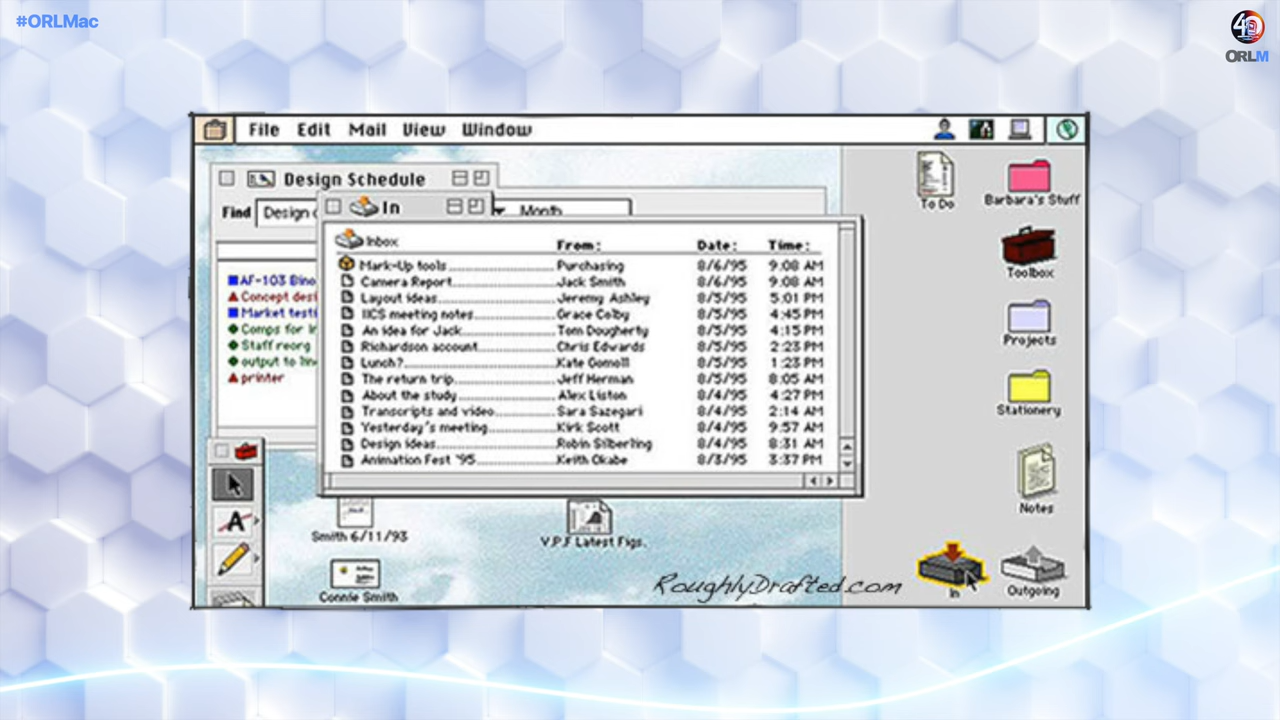 #ORLMac
40
ORLM
File Edit Mail View Window
Design Schedule
Find Design
Month
In
Inbox From: Date: Time:
Mark-Up tools Purchasing 8/6/95 9:08 AM
Camera Report Jack Smith 8/6/95 9:08 AM
Layout ideas Jeremy Ashley 8/5/95 5:01 PM
IICS meeting notes Grace Colby 8/5/95 4:45 PM
An idea for Jack Tom Dougherty 8/5/95 4:15 PM
Richardson account Chris Edwards 8/5/95 2:23 PM
Lunch? Kate Gomoll 8/5/95 1:23 PM
The return trip Jeff Herman 8/5/95 8:05 AM
About the study Alex Liston 8/4/95 4:27 PM
Transcripts and video Sara Sazegari 8/4/95 2:14 AM
Yesterday's meeting Kirk Scott 8/4/95 9:57 AM
Design ideas Robin Silberling 8/4/95 8:31 AM
Animation Fest '95 Keith Okabe 8/3/95 3:37 PM
AF-103 Bino
Concept desi
Market testi
Comps for In
Staff reorg
output to line
printer
A
Smith 6/11/93
V.P.F Latest Figs.
Connie Smith
To Do
Barbara's Stuff
Toolbox
Projects
Stationery
Notes
In
Outgoing
RoughlyDrafted.com